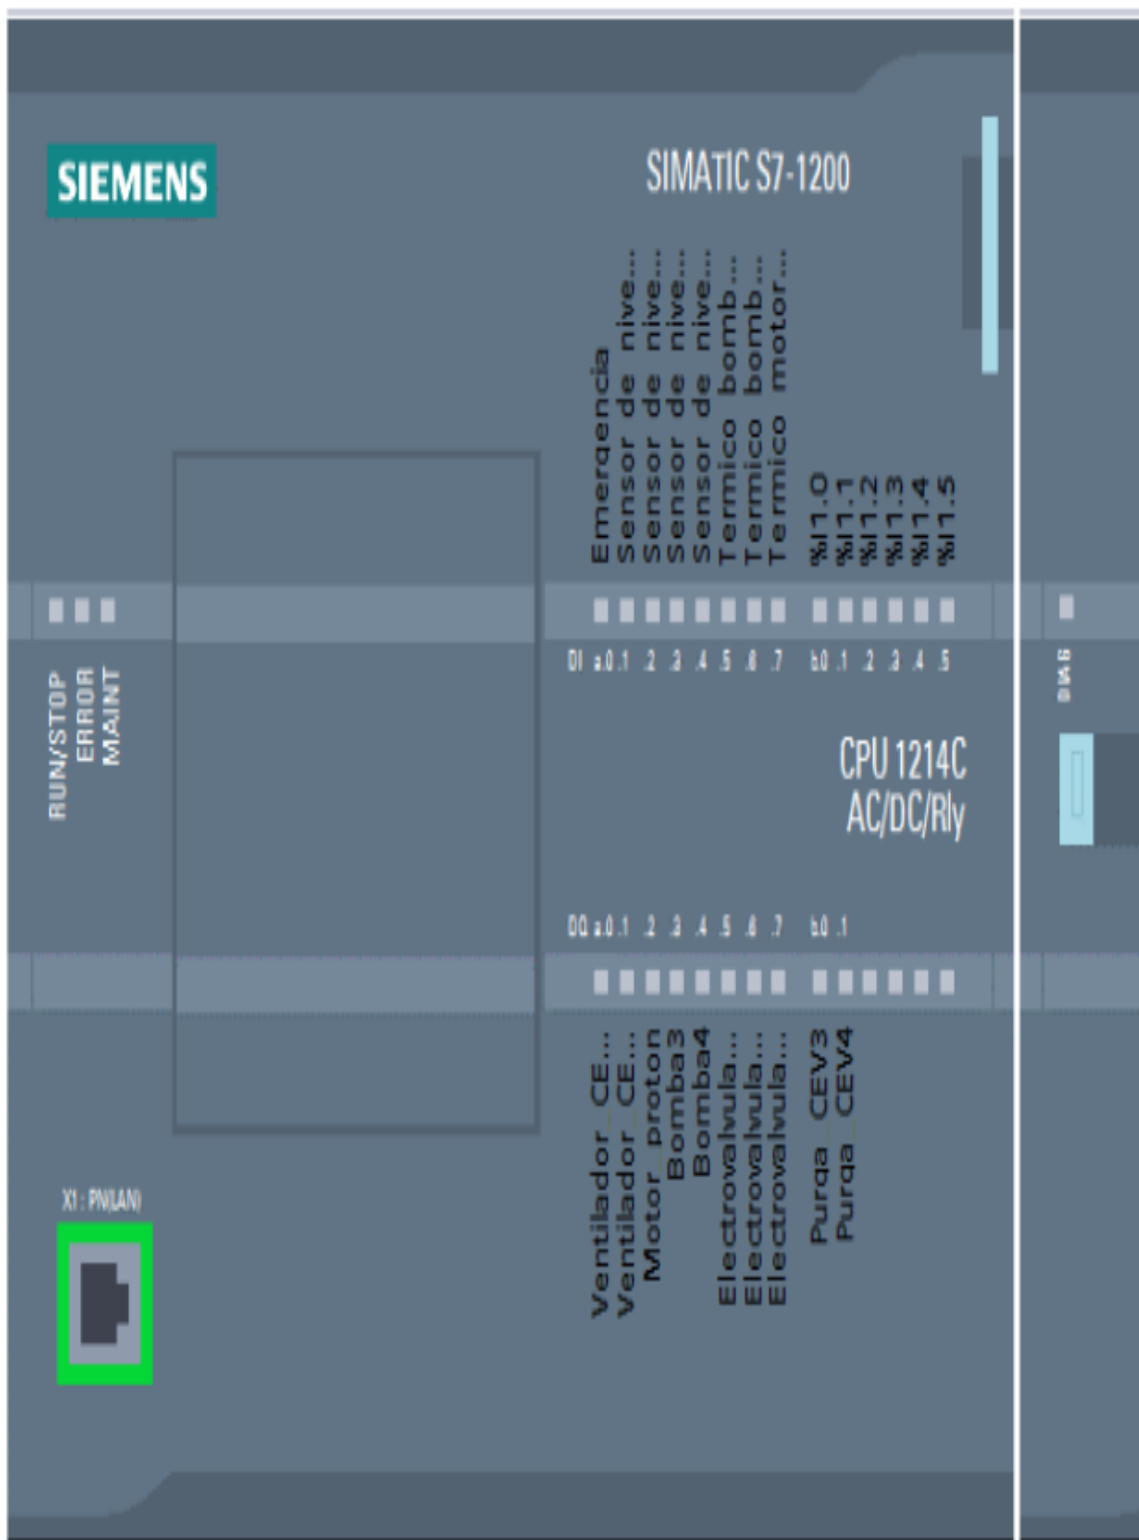 SIEMENS
SIMATIC S7-1200
Emergencia
Sensor de nive...
Sensor de nive...
Sensor de nive...
Sensor de nive...
Termico bomb...
Termico bomb...
Termico motor...
%I1.0
%I1.1
%I1.2
%I1.3
%I1.4
%I1.5
RUN/STOP
ERROR
MAINT
DI a.0 .1 .2 .3 .4 .5 .6 .7 b.0 .1 .2 .3 .4 .5
DIAG
CPU 1214C
AC/DC/Rly
DQ a.0 .1 .2 .3 .4 .5 .6 .7 b.0 .1
Ventilador_CE...
Ventilador_CE...
Motor_proton
Bomba3
Bomba4
Electrovalvula...
Electrovalvula...
Electrovalvula...
Purga_CEV3
Purga_CEV4
X1 : PN(LAN)